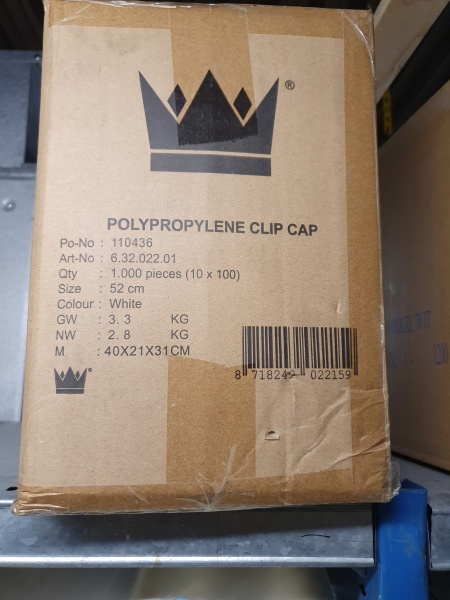 ®
POLYPROPYLENE CLIP CAP
Po-No : 110436
Art-No : 6.32.022.01
Qty : 1.000 pieces (10 x 100)
Size : 52 cm
Colour : White
GW : 3. 3 KG
NW : 2. 8 KG
M : 40X21X31CM
8 718249 022159